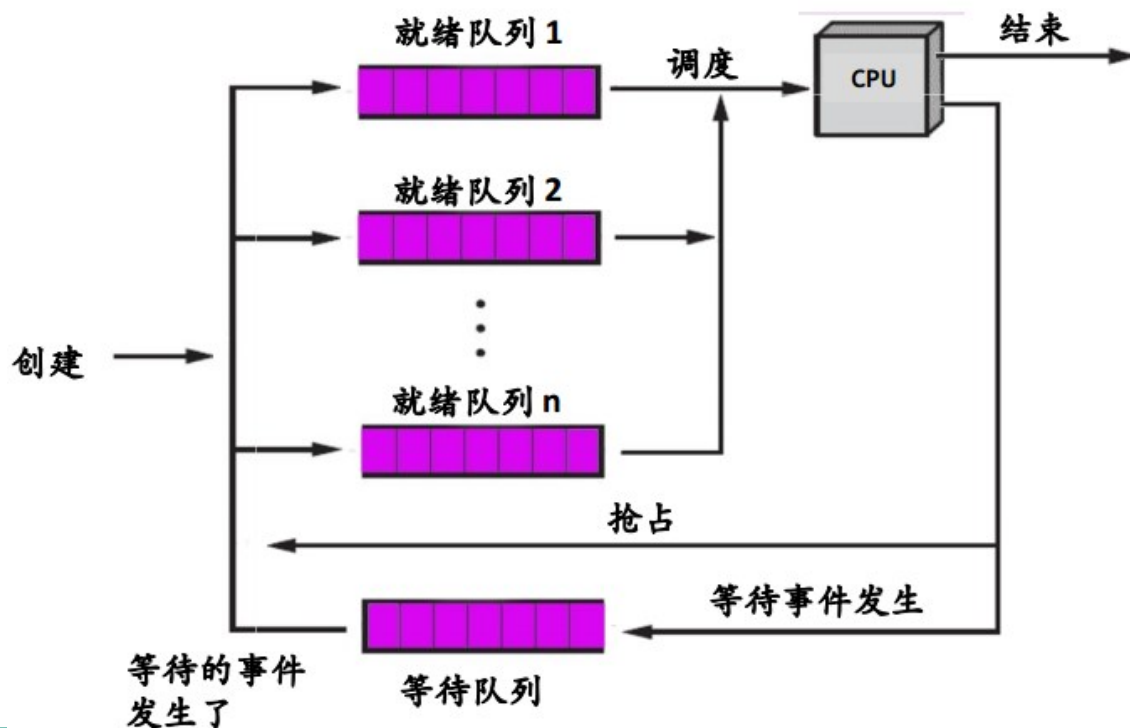 就绪队列 1
调度
CPU
结束
就绪队列 2
创建
就绪队列 n
抢占
等待事件发生
等待队列
等待的事件
发生了